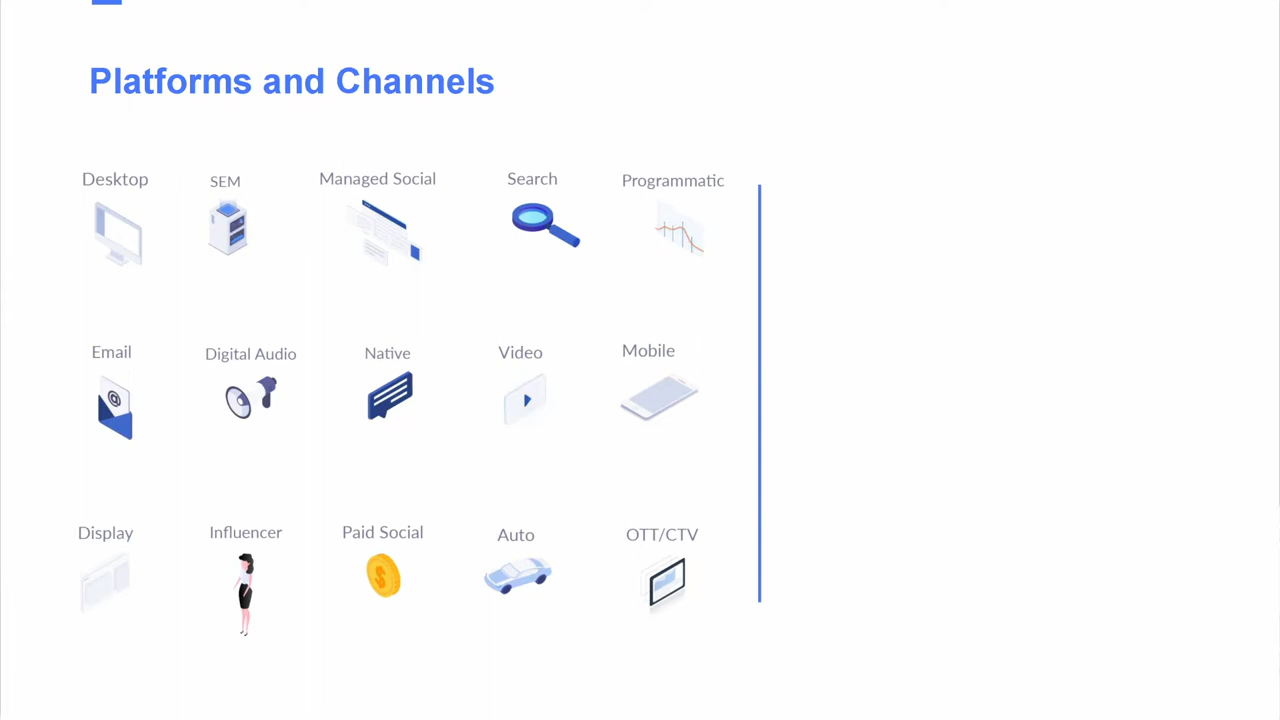 Platforms and Channels
Desktop SEM Managed Social Search Programmatic
Email Digital Audio Native Video Mobile
Display Influencer Paid Social Auto OTT/CTV